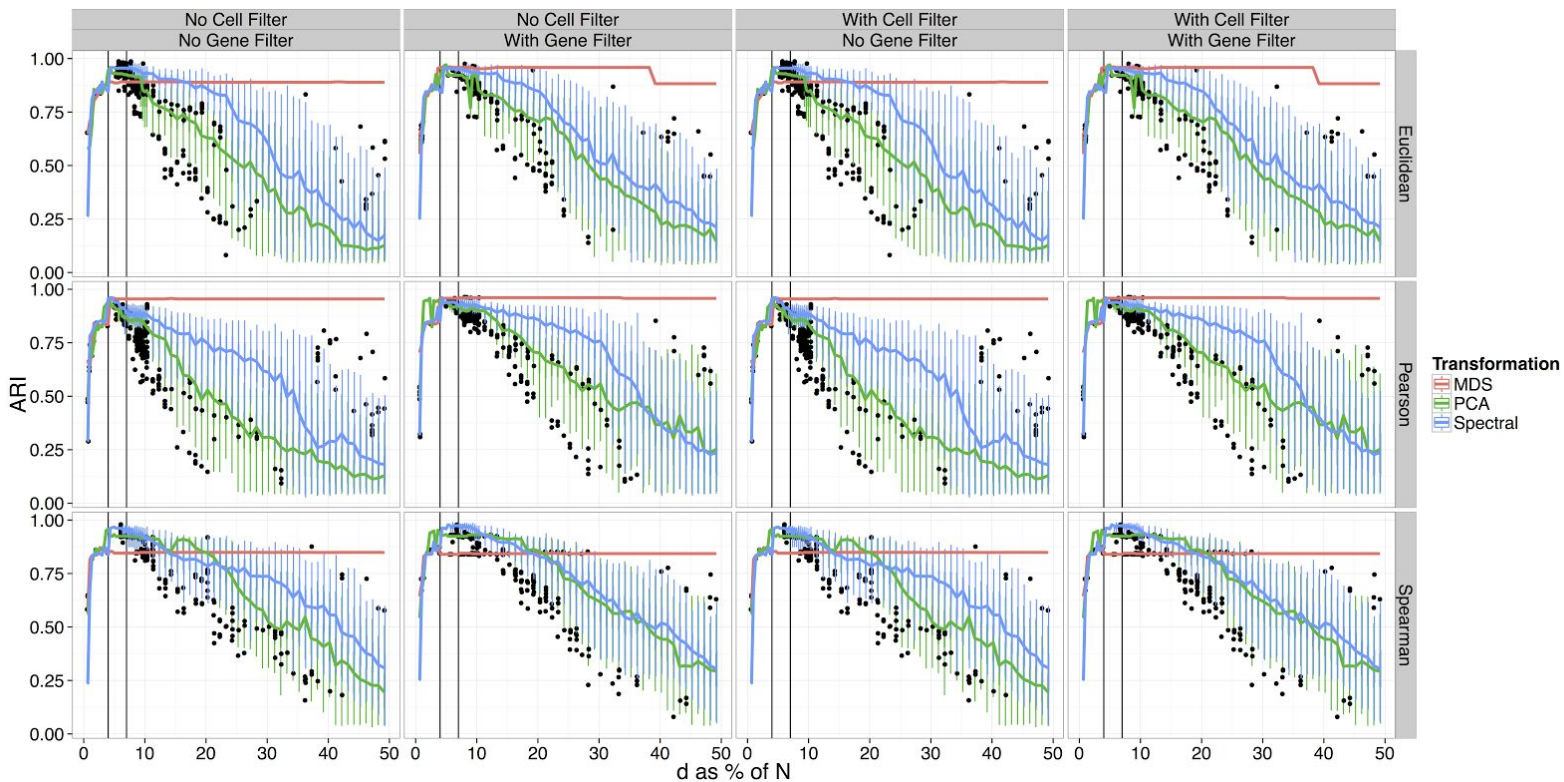 No Cell Filter No Cell Filter With Cell Filter With Cell Filter
No Gene Filter With Gene Filter No Gene Filter With Gene Filter
1.00
0.75
0.50
0.25
0.00
Euclidean
1.00
0.75
0.50
0.25
0.00
Pearson
1.00
0.75
0.50
0.25
0.00
Spearman
ARI
0 10 20 30 40 50 0 10 20 30 40 50 0 10 20 30 40 50 0 10 20 30 40 50
d as % of N
Transformation
MDS
PCA
Spectral